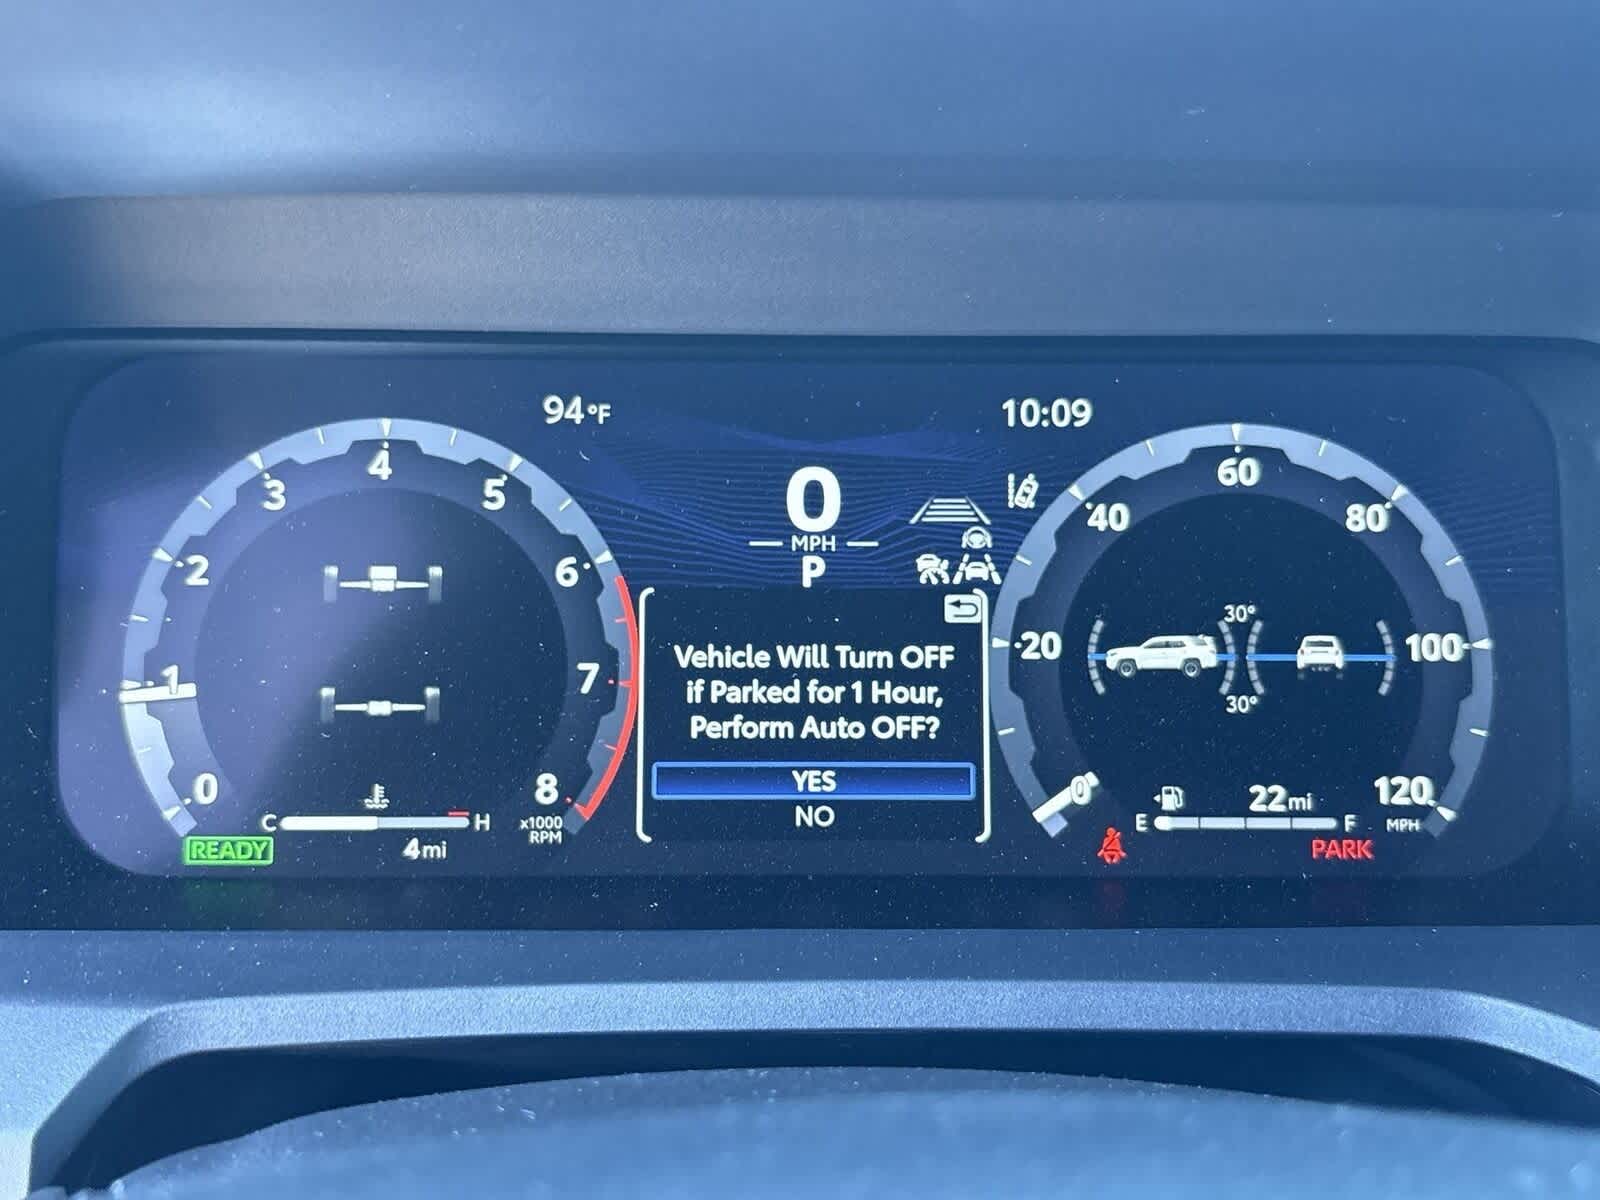 94°F
10:09
0
MPH
P
0
1
2
3
4
5
6
7
8
x1000
RPM
C
H
READY
4mi
Vehicle Will Turn OFF
if Parked for 1 Hour,
Perform Auto OFF?
YES
NO
0
20
40
60
80
100
120
MPH
30°
30°
E
F
22mi
PARK